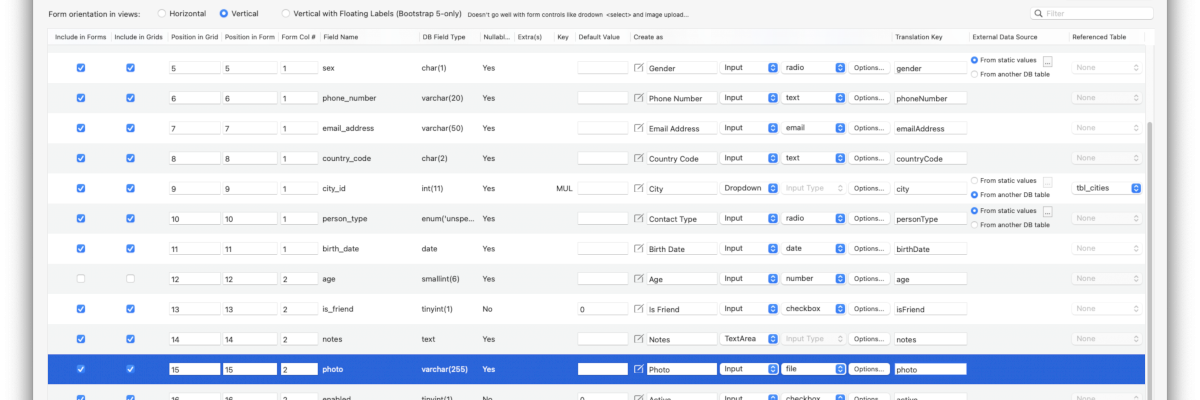 Form orientation in views: Horizontal Vertical Vertical with Floating Labels (Bootstrap 5-only) Doesn't go well with form controls like drodown <select> and image upload... Filter
Include in Forms Include in Grids Position in Grid Position in Form Form Col # Field Name DB Field Type Nullabl... Extra(s) Key Default Value Create as Translation Key External Data Source Referenced Table
5 5 1 sex char(1) Yes Gender Input radio Options... gender From static values ... From another DB table None
6 6 1 phone_number varchar(20) Yes Phone Number Input text Options... phoneNumber None
7 7 1 email_address varchar(50) Yes Email Address Input email Options... emailAddress None
8 8 1 country_code char(2) Yes Country Code Input text Options... countryCode None
9 9 1 city_id int(11) Yes MUL City Dropdown Input Type Options... city From static values ... From another DB table tbl_cities
10 10 1 person_type enum('unspe... Yes Contact Type Input radio Options... personType From static values ... From another DB table None
11 11 1 birth_date date Yes Birth Date Input date Options... birthDate None
12 12 2 age smallint(6) Yes Age Input number Options... age None
13 13 2 is_friend tinyint(1) No 0 Is Friend Input checkbox Options... isFriend None
14 14 2 notes text Yes Notes TextArea Input Type Options... notes None
15 15 2 photo varchar(255) Yes Photo Input file Options... photo
16 16 2 enabled tinyint(1) No 0 Active Input checkbox Options... active None